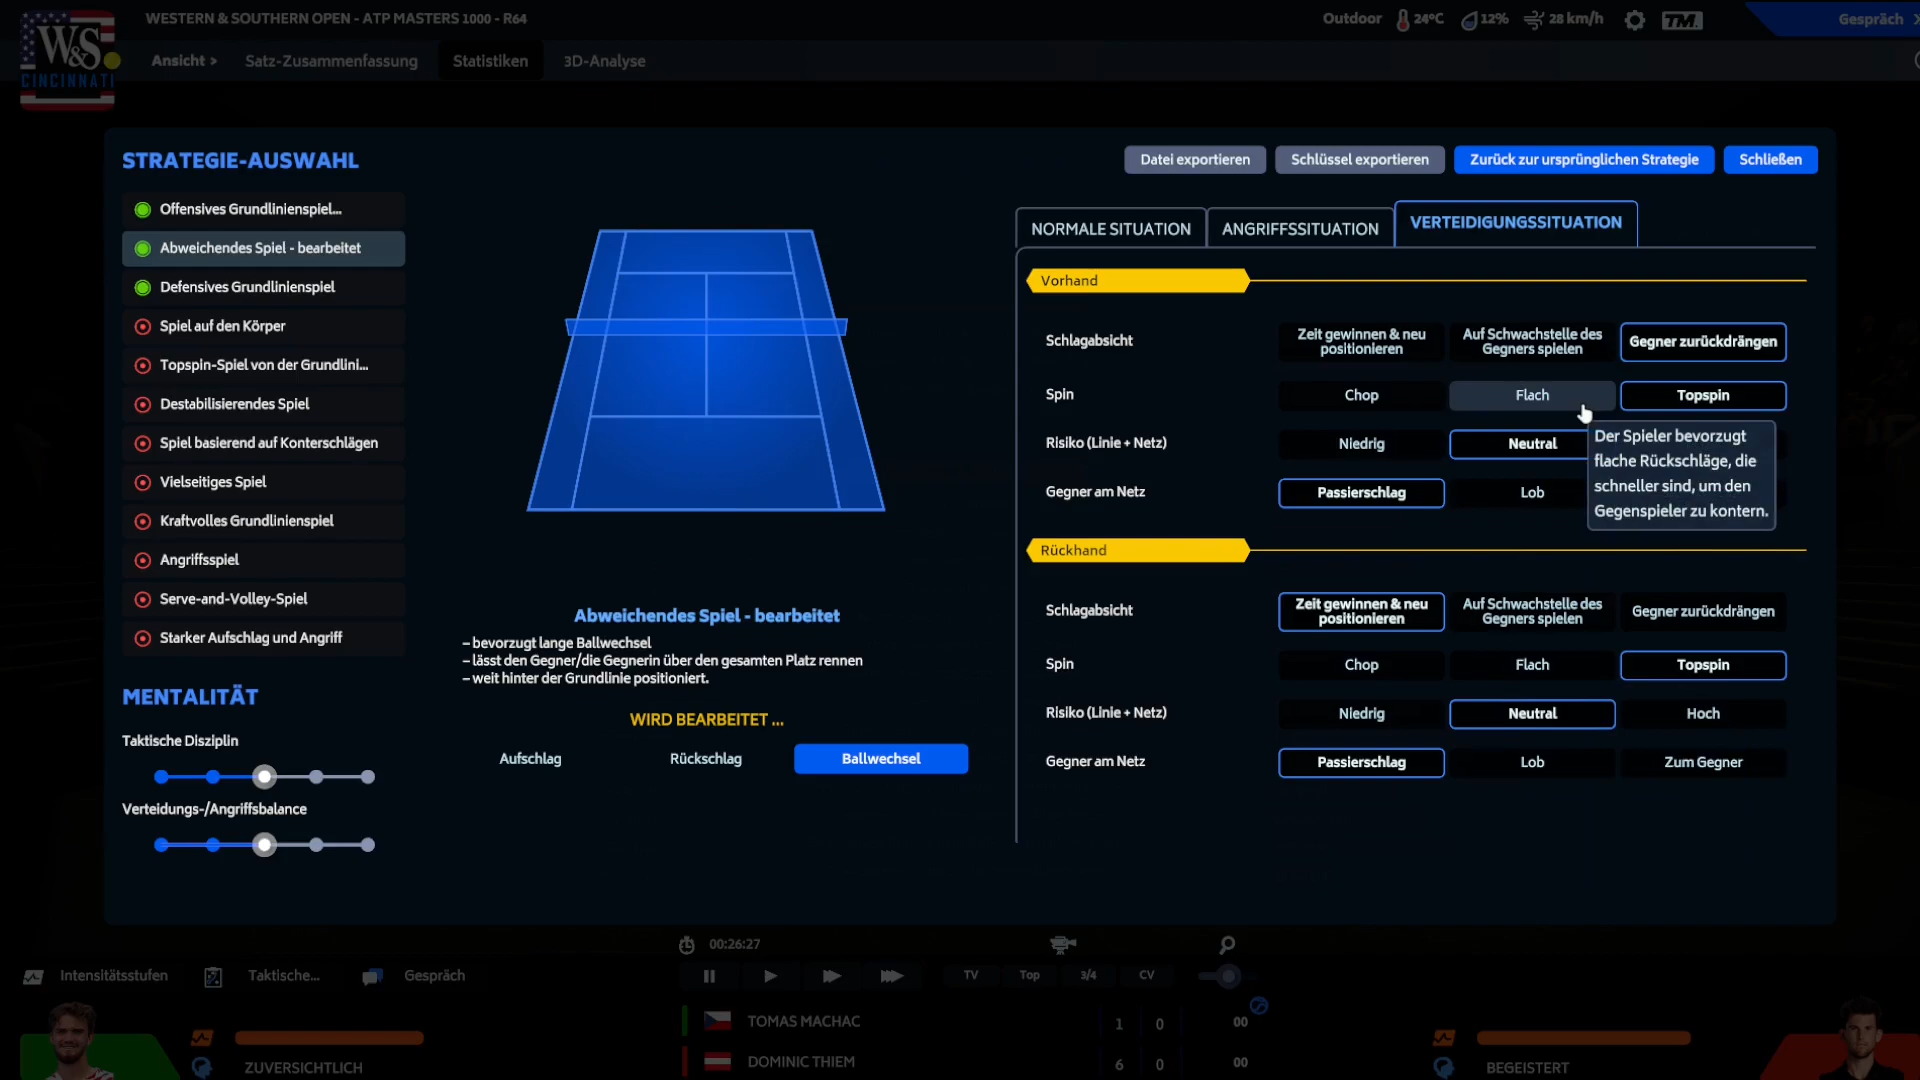 WESTERN & SOUTHERN OPEN - ATP MASTERS 1000 - R64
Outdoor 24°C 12% 28 km/h TM.
Gespräch
W&S
CINCINNATI
Ansicht > Satz-Zusammenfassung Statistiken 3D-Analyse
STRATEGIE-AUSWAHL
Datei exportieren Schlüssel exportieren Zurück zur ursprünglichen Strategie Schließen
Offensives Grundlinienspiel...
Abweichendes Spiel - bearbeitet
Defensives Grundlinienspiel
Spiel auf den Körper
Topspin-Spiel von der Grundlini...
Destabilisierendes Spiel
Spiel basierend auf Konterschlägen
Vielseitiges Spiel
Kraftvolles Grundlinienspiel
Angriffsspiel
Serve-and-Volley-Spiel
Starker Aufschlag und Angriff
MENTALITÄT
Taktische Disziplin
Verteidungs-/Angriffsbalance
Abweichendes Spiel - bearbeitet
– bevorzugt lange Ballwechsel
– lässt den Gegner/die Gegnerin über den gesamten Platz rennen
– weit hinter der Grundlinie positioniert.
WIRD BEARBEITET ...
Aufschlag Rückschlag Ballwechsel
NORMALE SITUATION ANGRIFFSSITUATION VERTEIDIGUNGSSITUATION
Vorhand
Schlagabsicht
Zeit gewinnen & neu
positionieren
Auf Schwachstelle des
Gegners spielen
Gegner zurückdrängen
Spin Chop Flach Topspin
Risiko (Linie + Netz) Niedrig Neutral
Gegner am Netz Passierschlag Lob
Der Spieler bevorzugt
flache Rückschläge, die
schneller sind, um den
Gegenspieler zu kontern.
Rückhand
Schlagabsicht
Zeit gewinnen & neu
positionieren
Auf Schwachstelle des
Gegners spielen
Gegner zurückdrängen
Spin Chop Flach Topspin
Risiko (Linie + Netz) Niedrig Neutral Hoch
Gegner am Netz Passierschlag Lob Zum Gegner
00:26:27
Intensitätsstufen Taktische... Gespräch
TV Top 3/4 CV
TOMAS MACHAC 1 0 00
DOMINIC THIEM 6 0 00
ZUVERSICHTLICH
BEGEISTERT